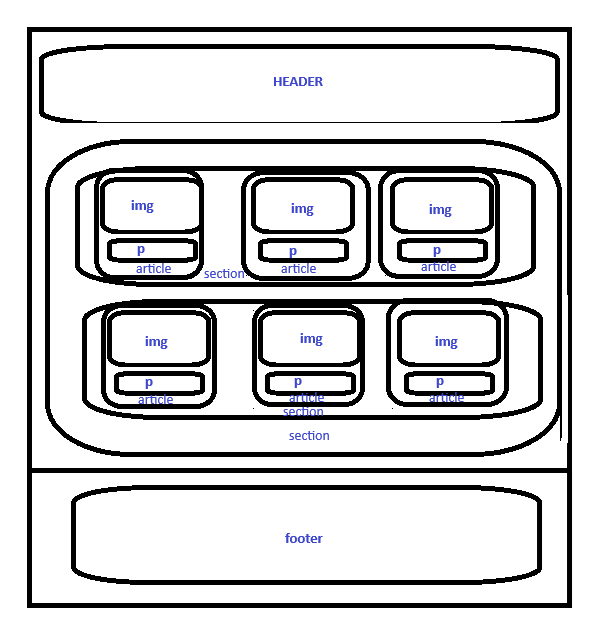 HEADER
img img img
p p p
article section article article
img img img
p p p
article article article
section
section
footer